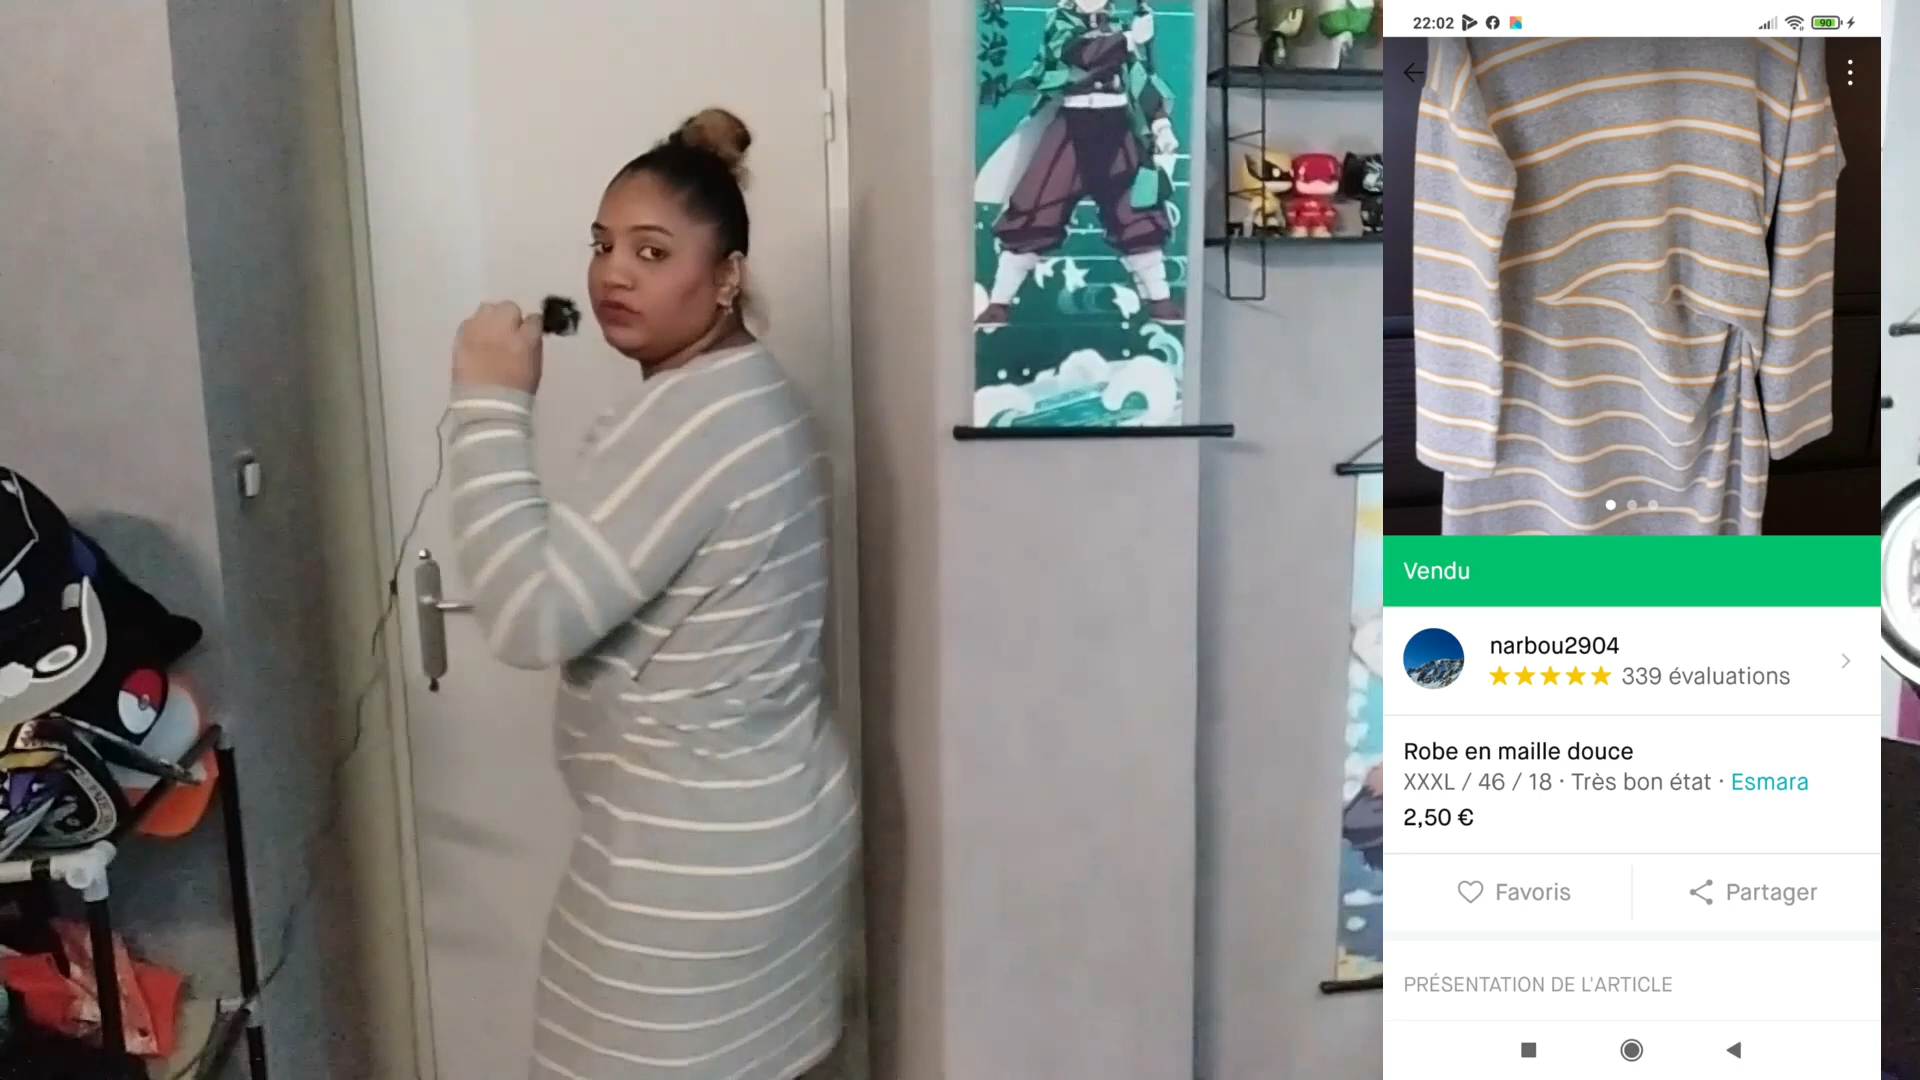 22:02
90
Vendu
narbou2904
339 évaluations
Robe en maille douce
XXXL / 46 / 18 · Très bon état · Esmara
2,50 €
Favoris
Partager
PRÉSENTATION DE L'ARTICLE